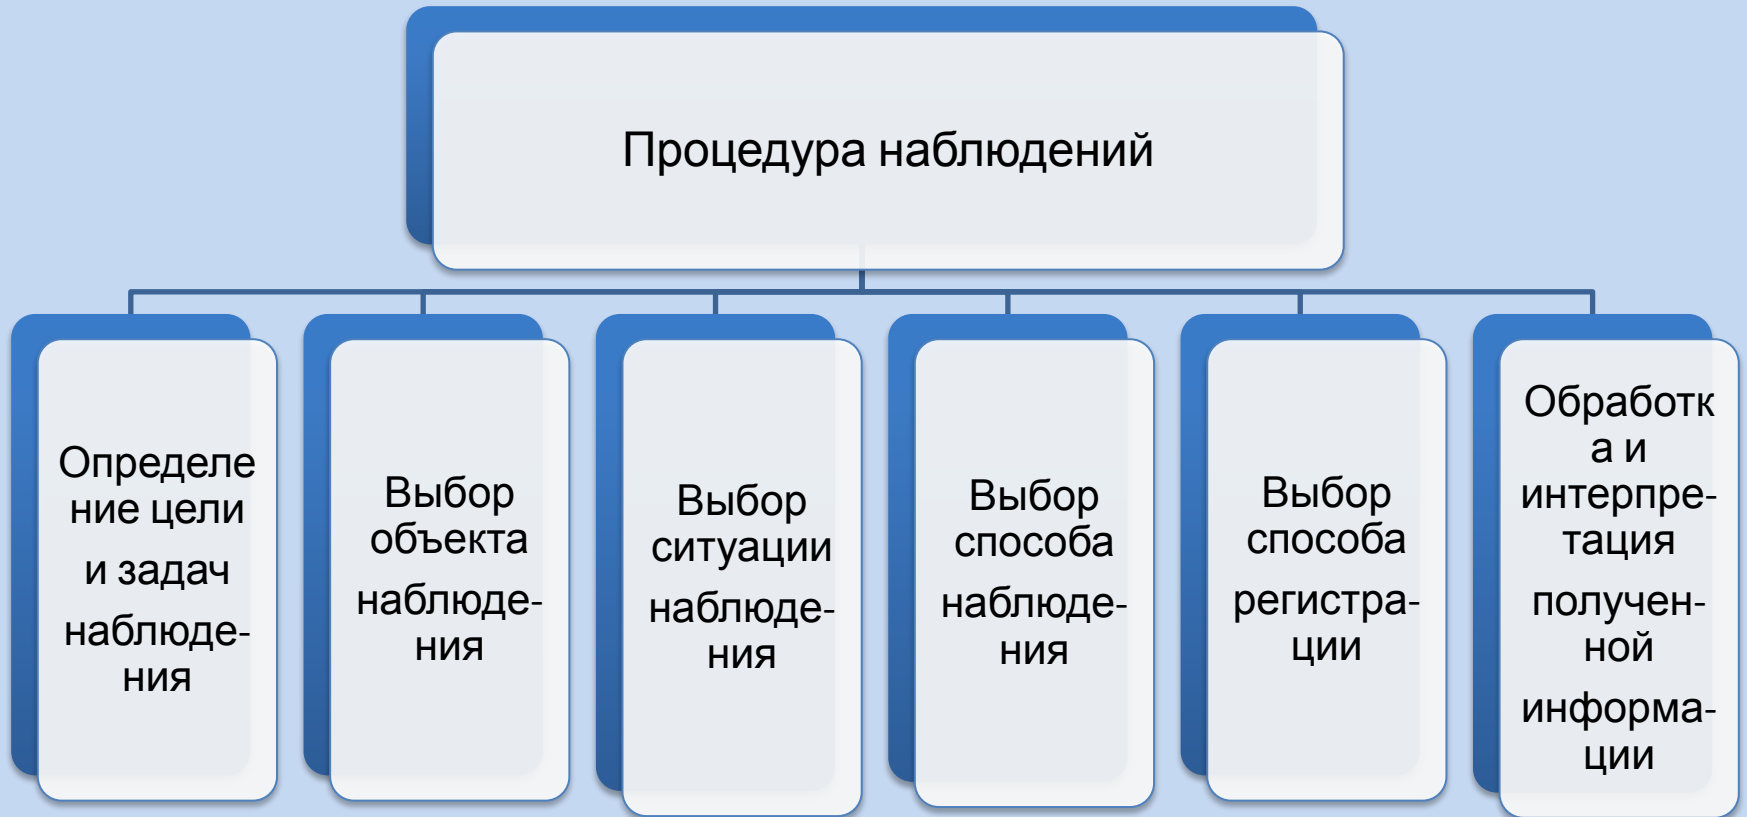 Процедура наблюдений
Определе
ние цели
и задач
наблюде-
ния
Выбор
объекта
наблюде-
ния
Выбор
ситуации
наблюде-
ния
Выбор
способа
наблюде-
ния
Выбор
способа
регистра-
ции
Обработк
а и
интерпре-
тация
получен-
ной
информа-
ции